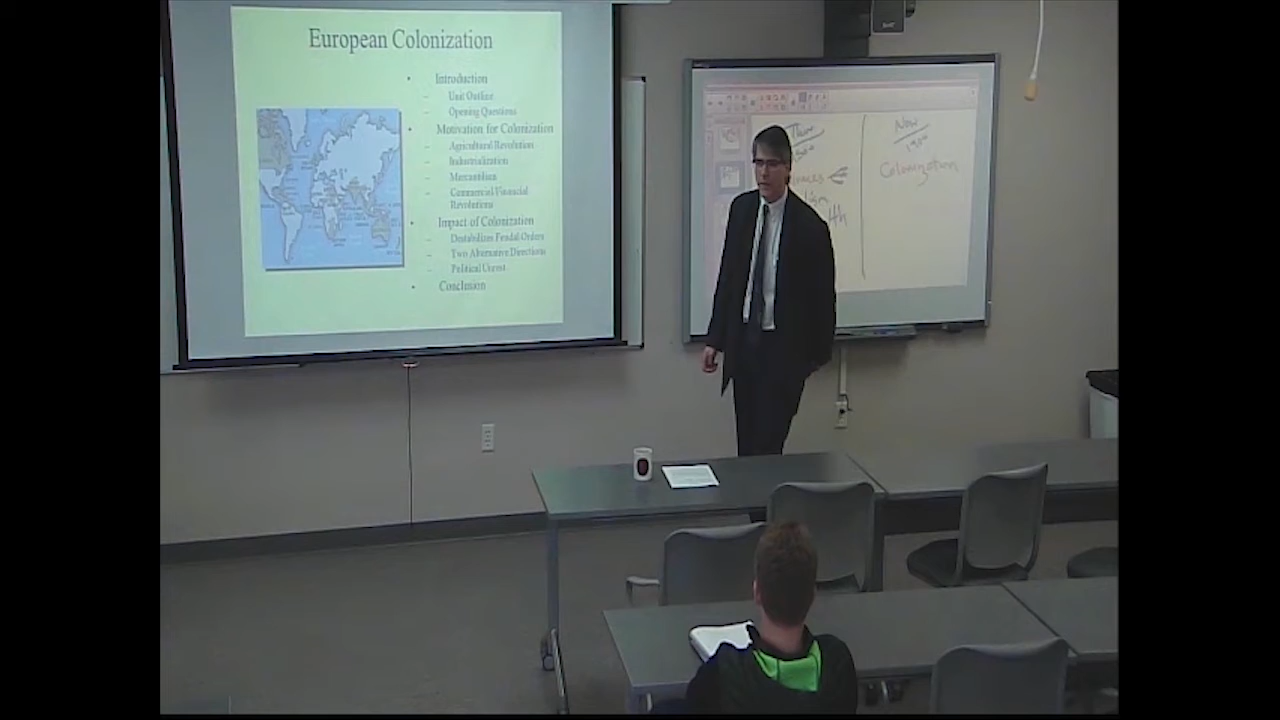 European Colonization
• Introduction
– Unit Outline
– Opening Questions
• Motivation for Colonization
– Agricultural Revolution
– Industrialization
– Mercantilism
– Commercial/Financial
Revolutions
• Impact of Colonization
– Destabilizes Feudal Orders
– Two Alternative Directions
– Political Unrest
• Conclusion
Now
Colonization